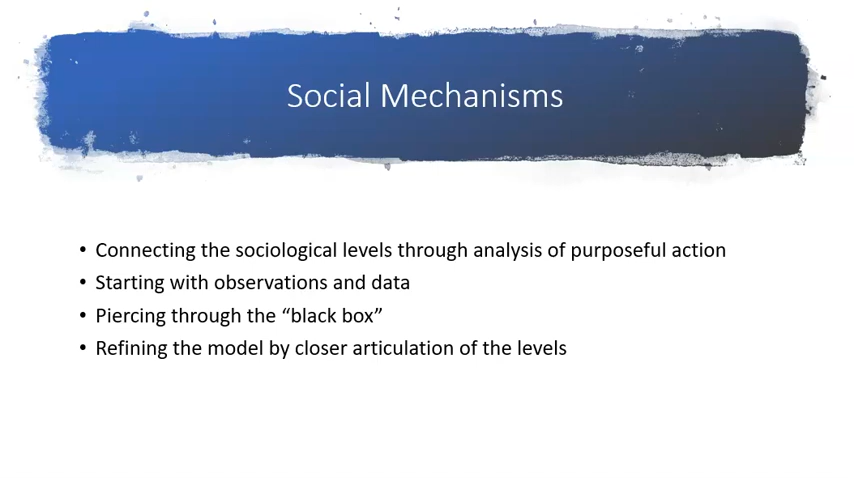 Social Mechanisms
• Connecting the sociological levels through analysis of purposeful action
• Starting with observations and data
• Piercing through the “black box”
• Refining the model by closer articulation of the levels